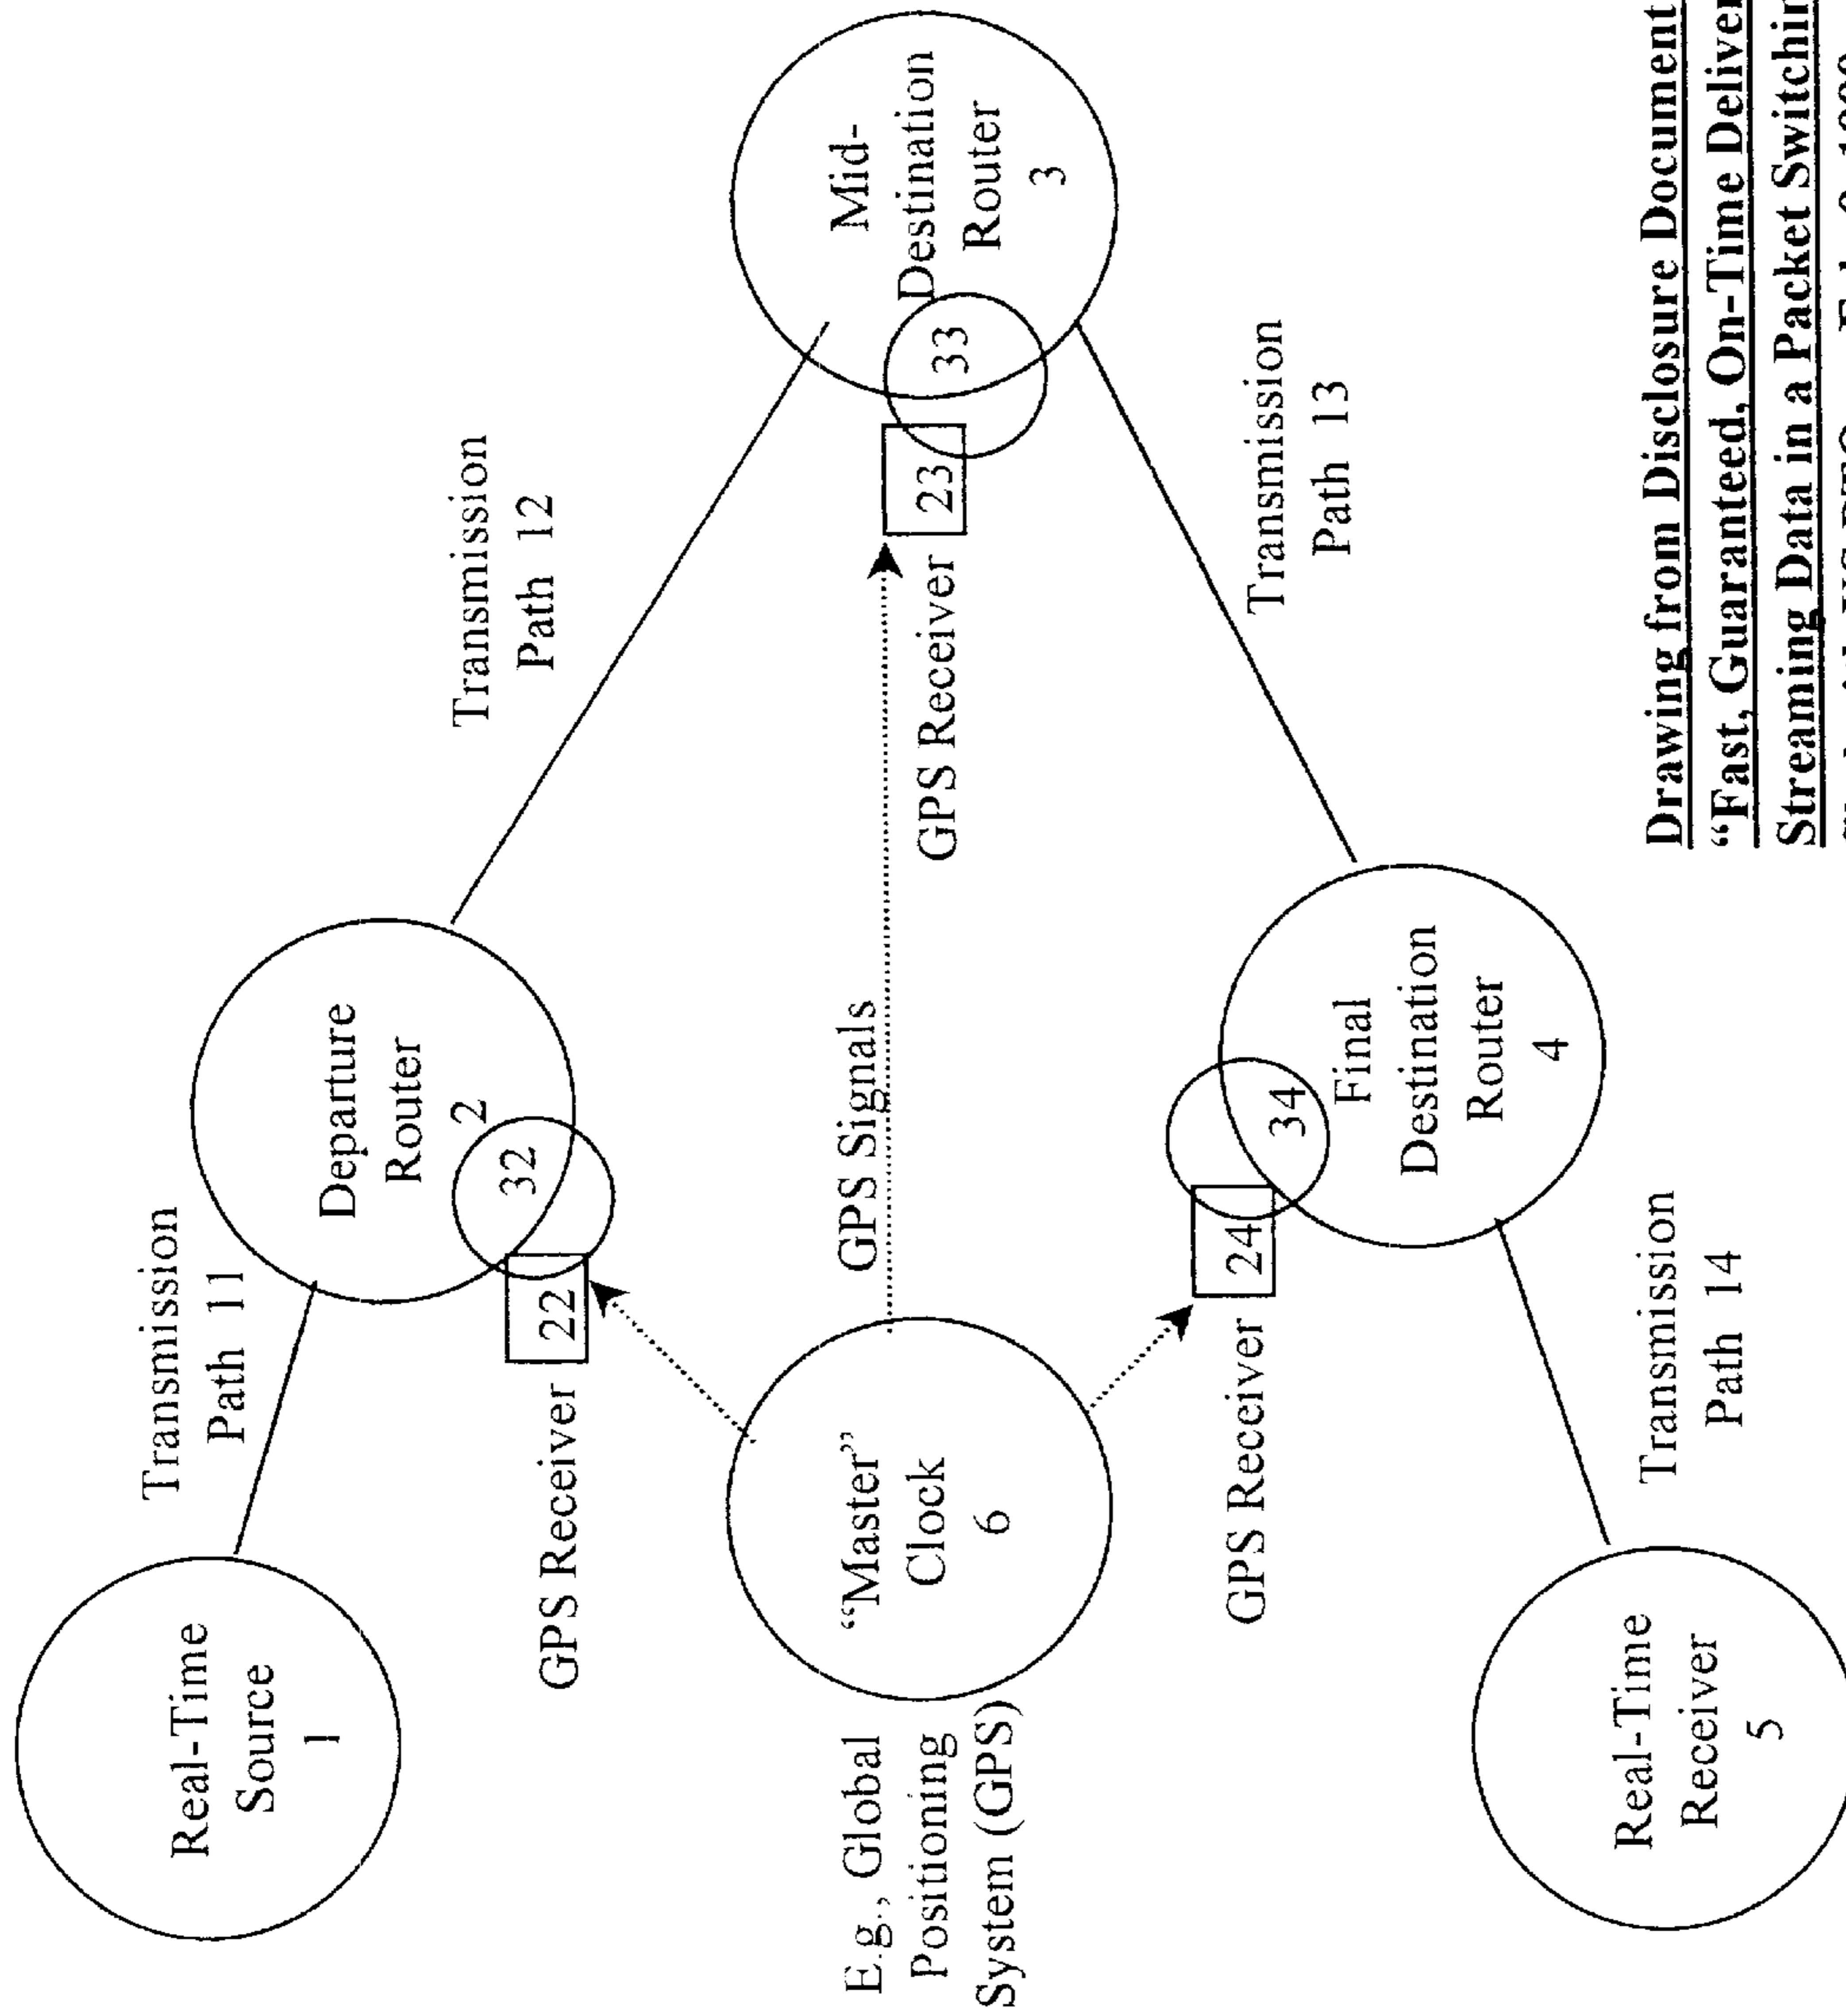 Real-Time
Source
1
Transmission
Path 11
Departure
Router
2
32
22
GPS Receiver
Transmission
Path 12
Mid-
Destination
Router
3
33
23
GPS Receiver
GPS Signals
"Master"
Clock
6
E.g., Global
Positioning
System (GPS)
Transmission
Path 13
34
24
GPS Receiver
Final
Destination
Router
4
Transmission
Path 14
Real-Time
Receiver
5
Drawing from Disclosure Document
“Fast, Guaranteed, On-Time Deliver
Streaming Data in a Packet Switchin